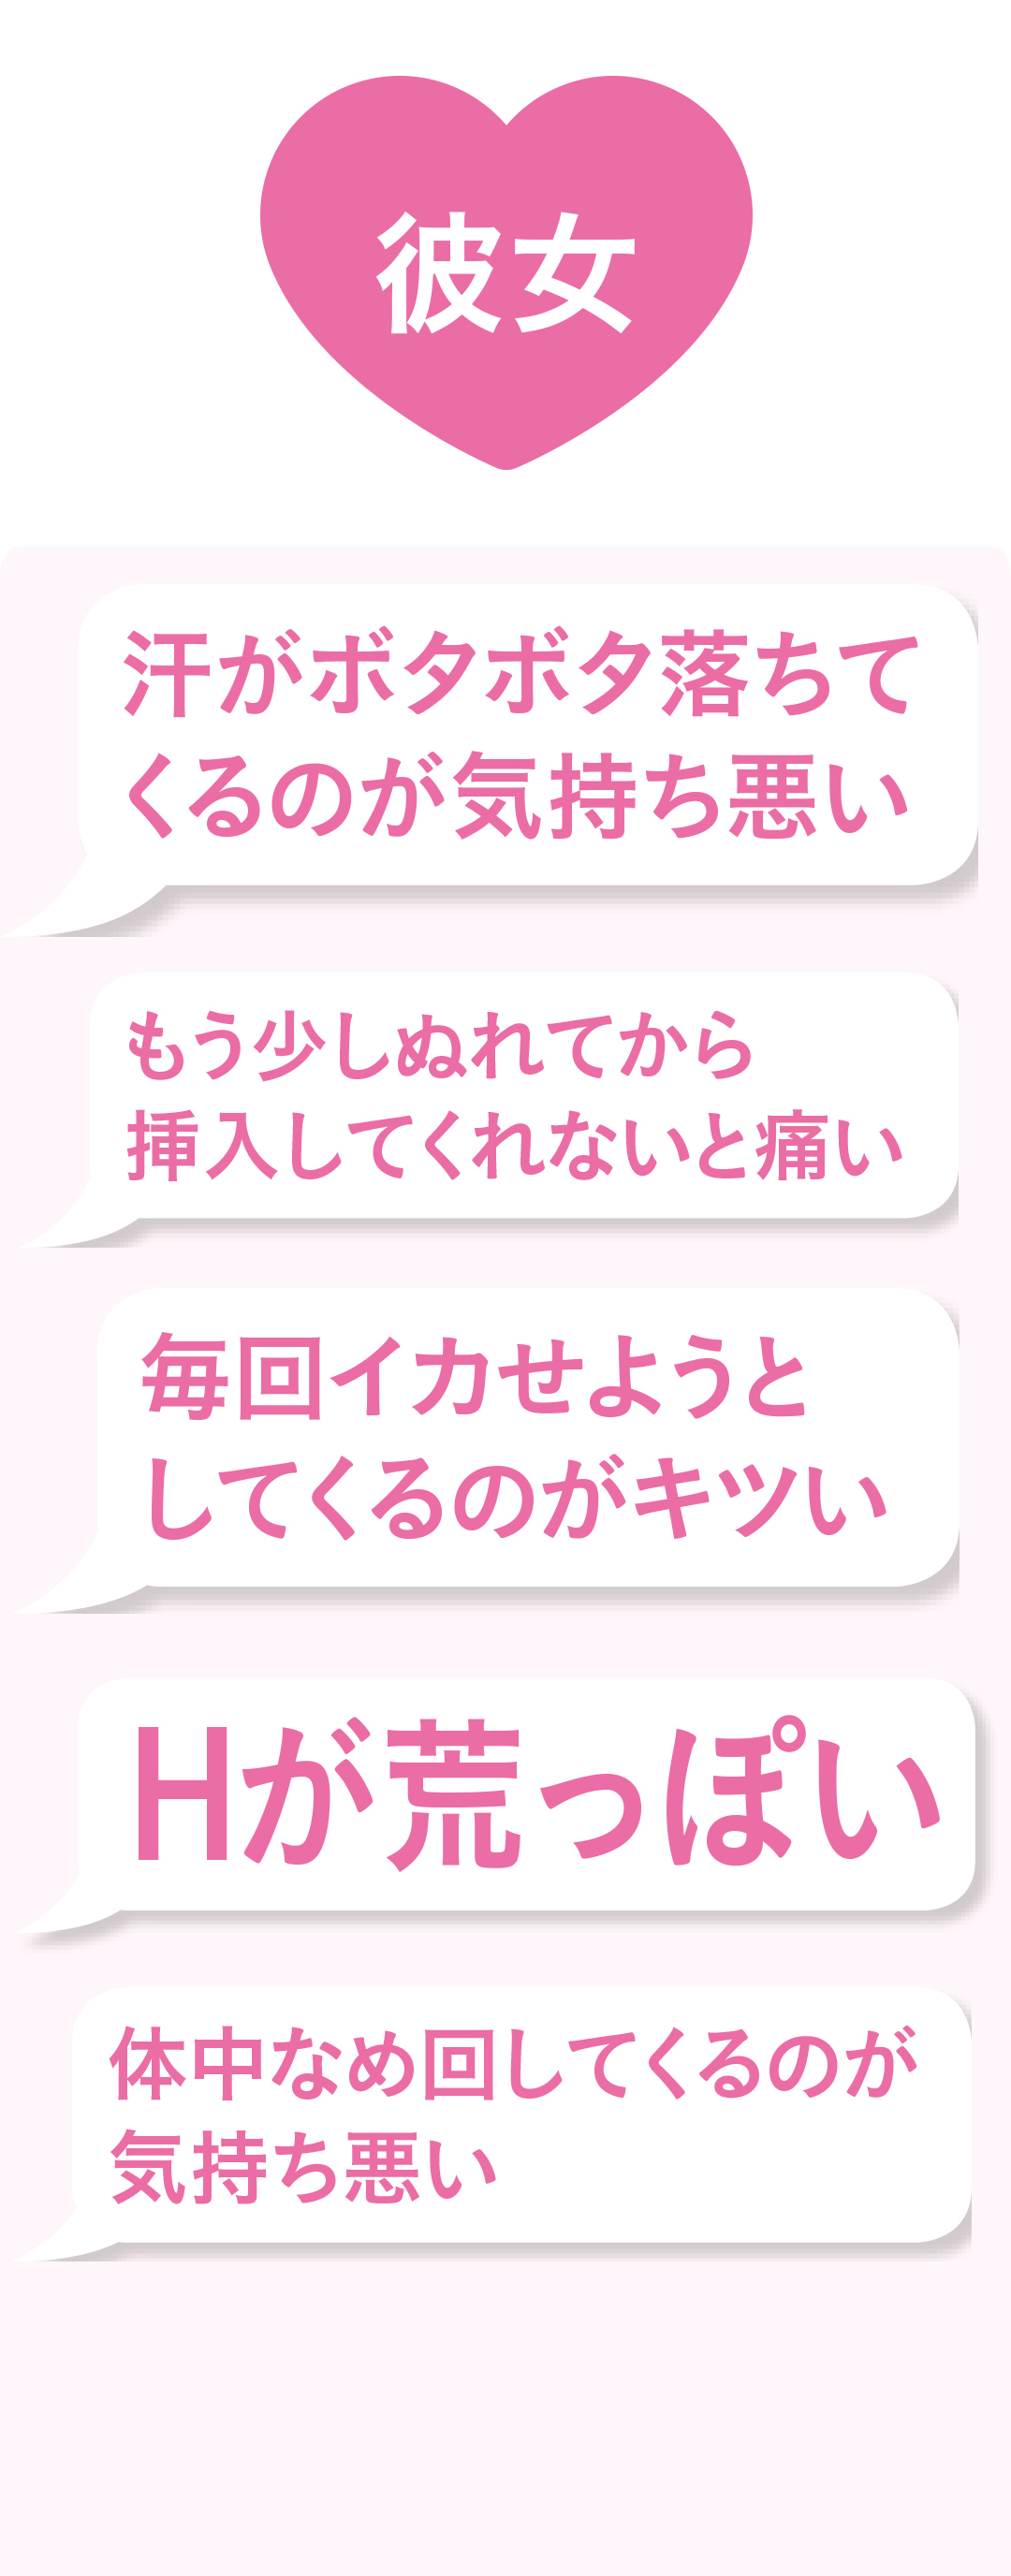 彼女
汗がボタボタ落ちて
くるのが気持ち悪い
もう少しぬれてから
挿入してくれないと痛い
毎回イカせようと
してくるのがキツい
Hが荒っぽい
体中なめ回してくるのが
気持ち悪い